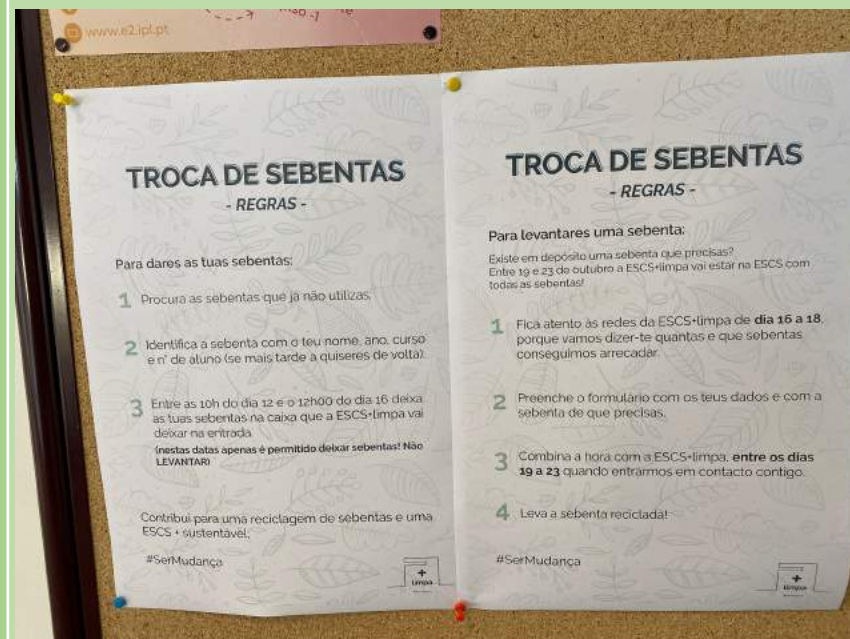 www.e2.ipl.pt
TROCA DE SEBENTAS
- REGRAS -
Para dares as tuas sebentas:
1 Procura as sebentas que já não utilizas;
2 Identifica a sebenta com o teu nome, ano, curso
e nº de aluno (se mais tarde a quiseres de volta);
3 Entre as 10h do dia 12 e o 12h00 do dia 16 deixa
as tuas sebentas na caixa que a ESCS+limpa vai
deixar na entrada
(nestas datas apenas é permitido deixar sebentas! Não
LEVANTAR)
Contribui para uma reciclagem de sebentas e uma
ESCS + sustentável;
#SerMudança
+
limpa
TROCA DE SEBENTAS
- REGRAS -
Para levantares uma sebenta:
Existe em depósito uma sebenta que precisas?
Entre 19 e 23 de outubro a ESCS+limpa vai estar na ESCS com
todas as sebentas!
1 Fica atento às redes da ESCS+limpa de dia 16 a 18,
porque vamos dizer-te quantas e que sebentas
conseguimos arrecadar.
2 Preenche o formulário com os teus dados e com a
sebenta de que precisas.
3 Combina a hora com a ESCS+limpa, entre os dias
19 a 23 quando entrarmos em contacto contigo.
4 Leva a sebenta reciclada!
#SerMudança
+
limpa